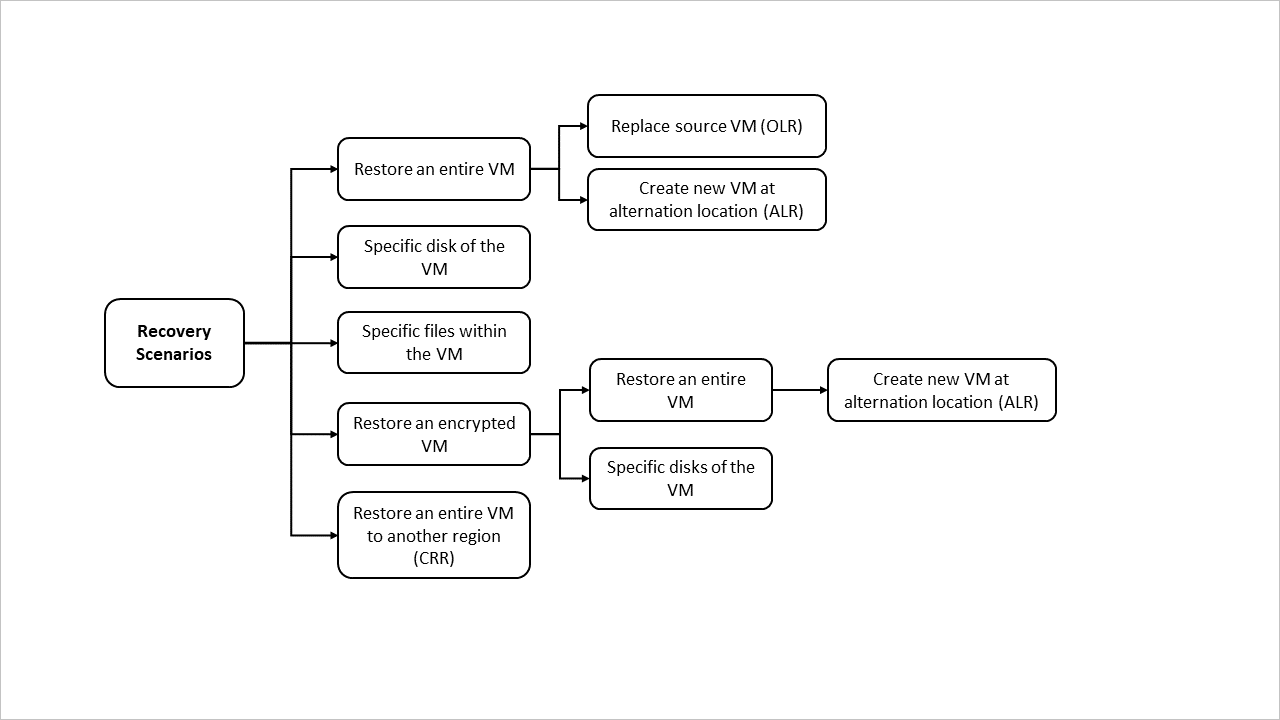 Recovery
Scenarios
Restore an entire VM
Replace source VM (OLR)
Create new VM at
alternation location (ALR)
Specific disk of the
VM
Specific files within
the VM
Restore an encrypted
VM
Restore an entire
VM
Create new VM at
alternation location (ALR)
Specific disks of the
VM
Restore an entire VM
to another region
(CRR)